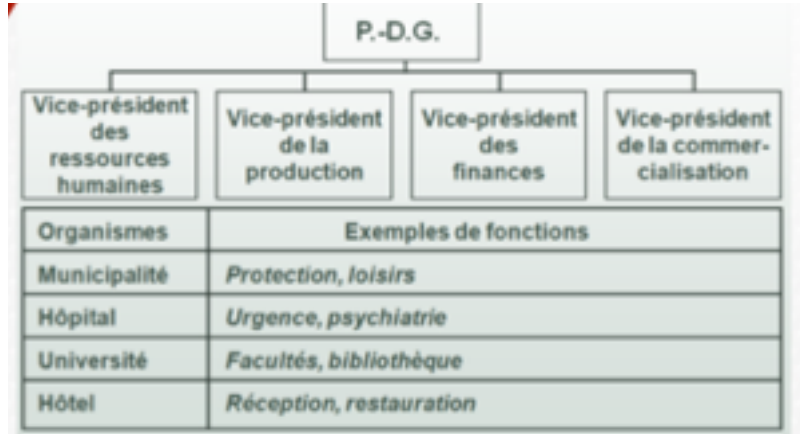 P.-D.G.
Vice-président
des
ressources
humaines
Vice-président
de la
production
Vice-président
des
finances
Vice-président
de la commer-
cialisation
Organismes
Exemples de fonctions
Municipalité
Protection, loisirs
Hôpital
Urgence, psychiatrie
Université
Facultés, bibliothèque
Hôtel
Réception, restauration